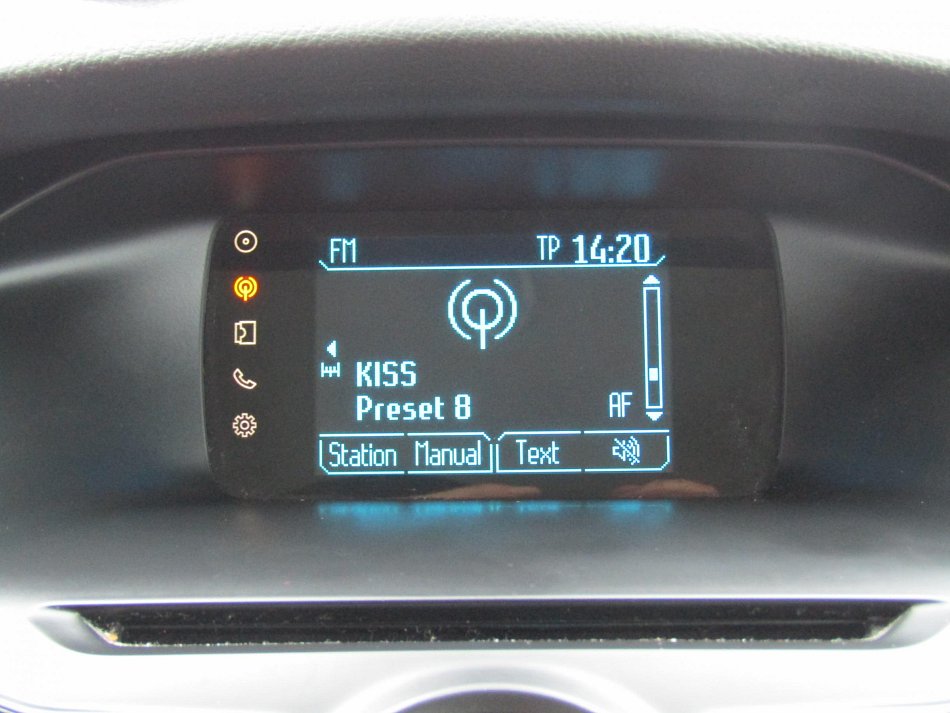 FM TP 14:20
KISS
Preset 8 AF
Station Manual Text